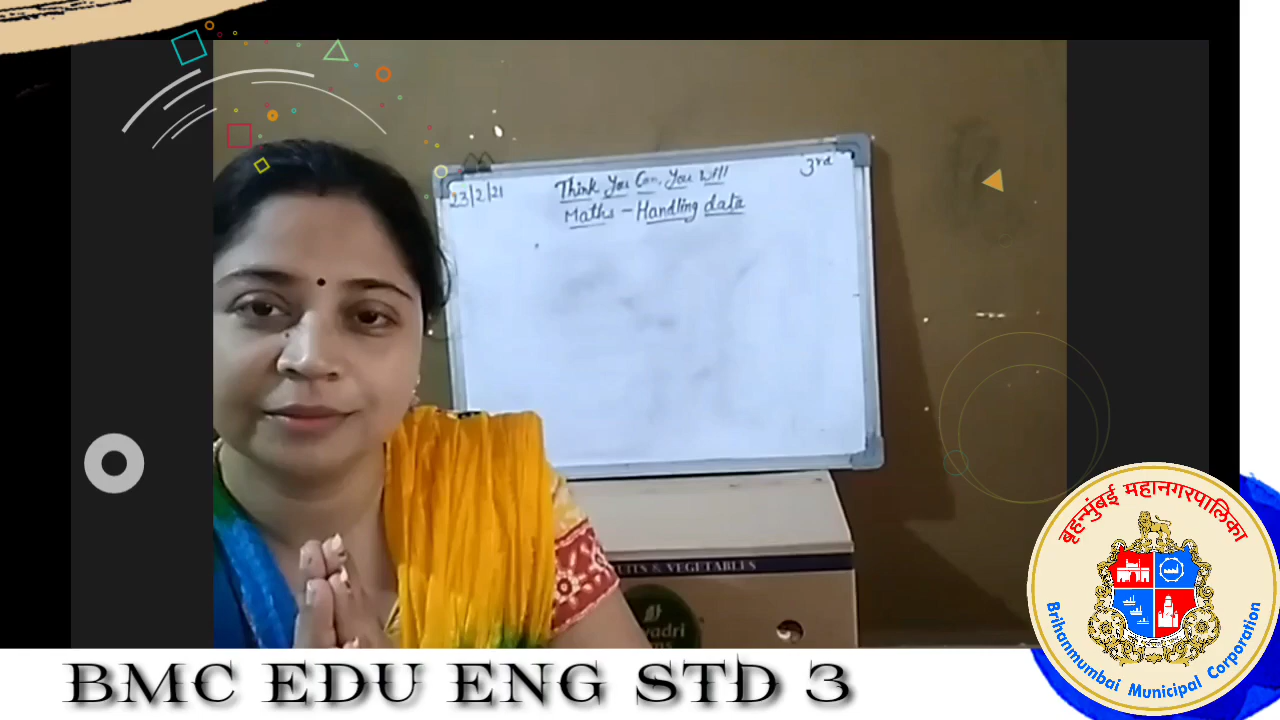 23/2/21
Think You Can, You Will
3rd
Maths - Handling data
& VEGETABLES
बृहन्मुंबई महानगरपालिका
Brihanmumbai Municipal Corporation
BMC EDU ENG STD 3